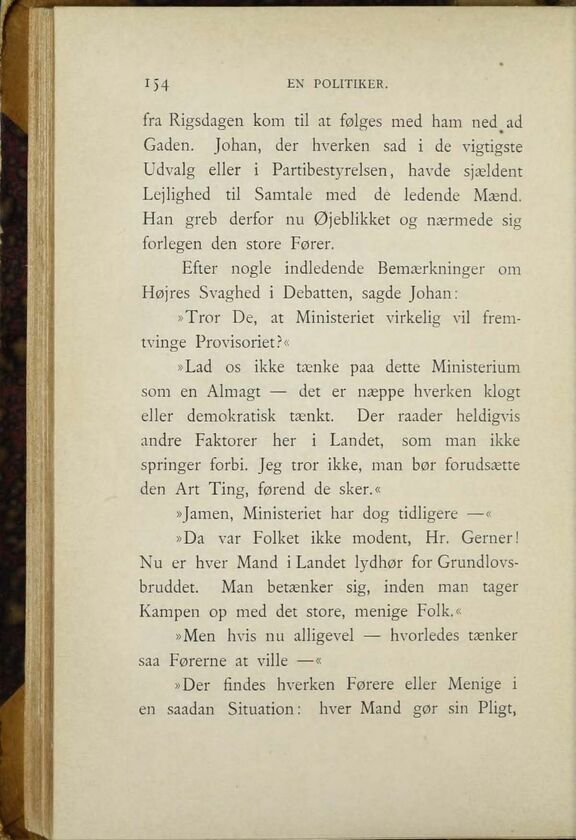 154 EN POLITIKER.
fra Rigsdagen kom til at følges med ham ned ad
Gaden. Johan, der hverken sad i de vigtigste
Udvalg eller i Partibestyrelsen, havde sjældent
Lejlighed til Samtale med de ledende Mænd.
Han greb derfor nu Øjeblikket og nærmede sig
forlegen den store Fører.
Efter nogle indledende Bemærkninger om
Højres Svaghed i Debatten, sagde Johan:
»Tror De, at Ministeriet virkelig vil frem-
tvinge Provisoriet?«
»Lad os ikke tænke paa dette Ministerium
som en Almagt — det er næppe hverken klogt
eller demokratisk tænkt. Der raader heldigvis
andre Faktorer her i Landet, som man ikke
springer forbi. Jeg tror ikke, man bør forudsætte
den Art Ting, førend de sker.«
»Jamen, Ministeriet har dog tidligere —«
»Da var Folket ikke modent, Hr. Gerner!
Nu er hver Mand i Landet lydhør for Grundlovs-
bruddet. Man betænker sig, inden man tager
Kampen op med det store, menige Folk.«
»Men hvis nu alligevel — hvorledes tænker
saa Førerne at ville —«
»Der findes hverken Førere eller Menige i
en saadan Situation: hver Mand gør sin Pligt,